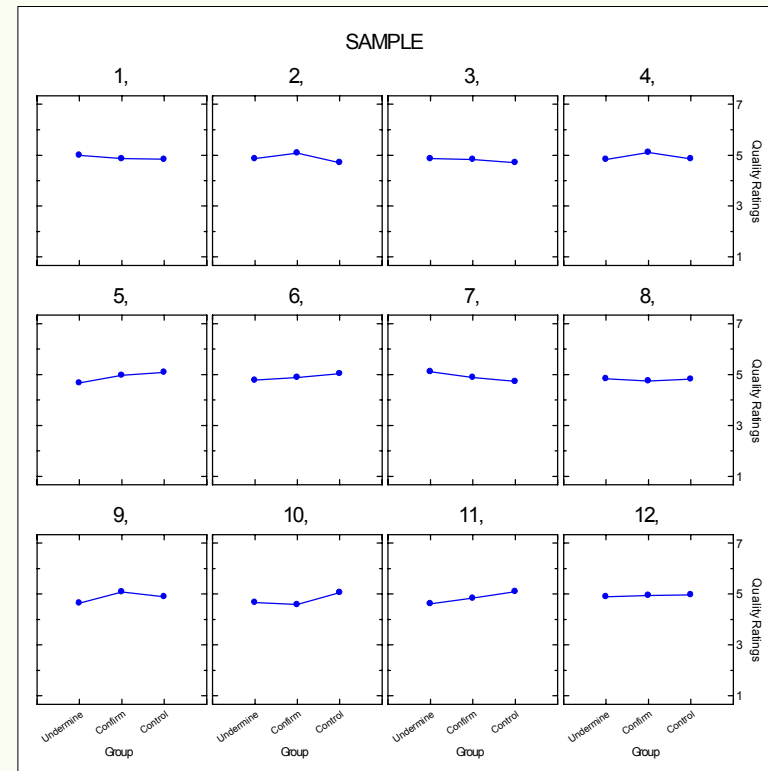 SAMPLE
1, 2, 3, 4,
7
5
3
1
Quality Ratings
5, 6, 7, 8,
7
5
3
1
Quality Ratings
9, 10, 11, 12,
7
5
3
1
Quality Ratings
Undermine Confirm Control Undermine Confirm Control Undermine Confirm Control Undermine Confirm Control
Group Group Group Group